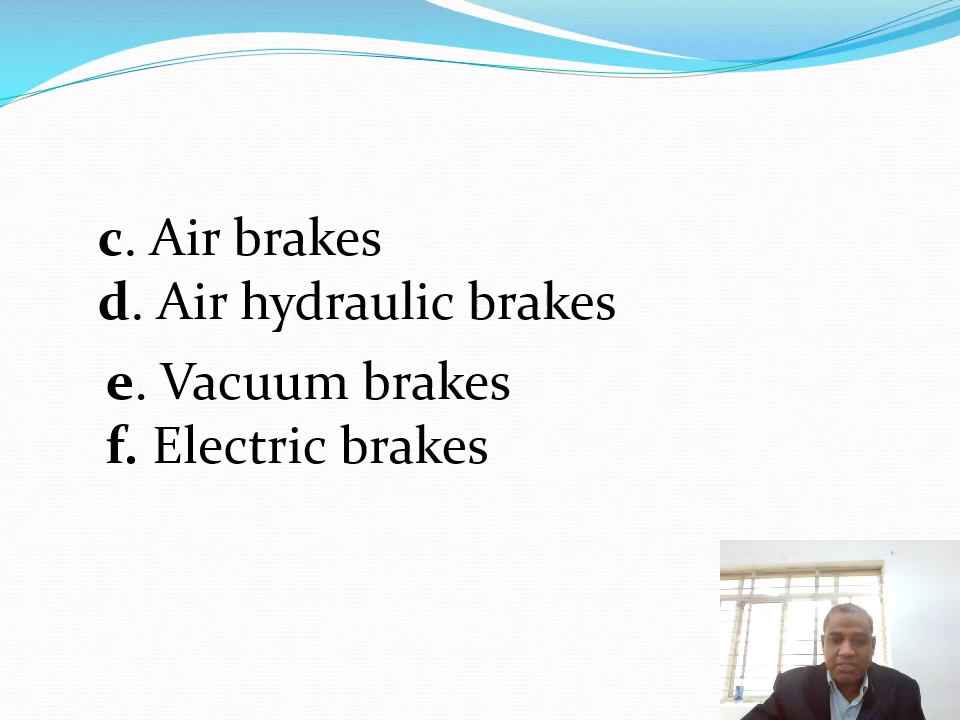 c. Air brakes
d. Air hydraulic brakes
e. Vacuum brakes
f. Electric brakes